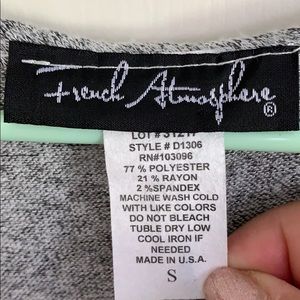 French Atmosphere ®
LOT #
STYLE # D1306
RN#103096
77 % POLYESTER
21 % RAYON
2 %SPANDEX
MACHINE WASH COLD
WITH LIKE COLORS
DO NOT BLEACH
TUBLE DRY LOW
COOL IRON IF
NEEDED
MADE IN U.S.A.
S